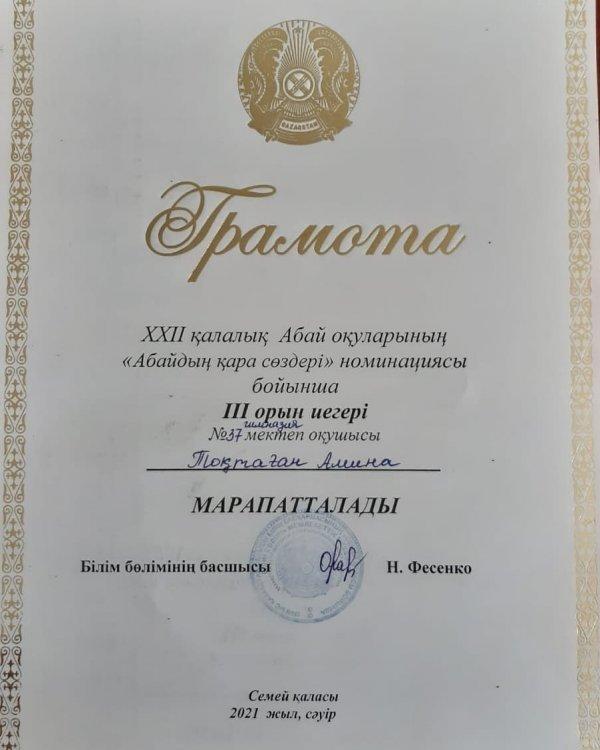 QAZAQSTAN
Грамота
XXII қалалық Абай оқуларының
«Абайдың қара сөздері» номинациясы
бойынша
III орын иегері
гимназия
№37 мектеп оқушысы
Тоқтаған Амина
МАРАПАТТАЛАДЫ
Білім бөлімінің басшысы Н. Фесенко
Семей қаласы
2021 жыл, сәуір